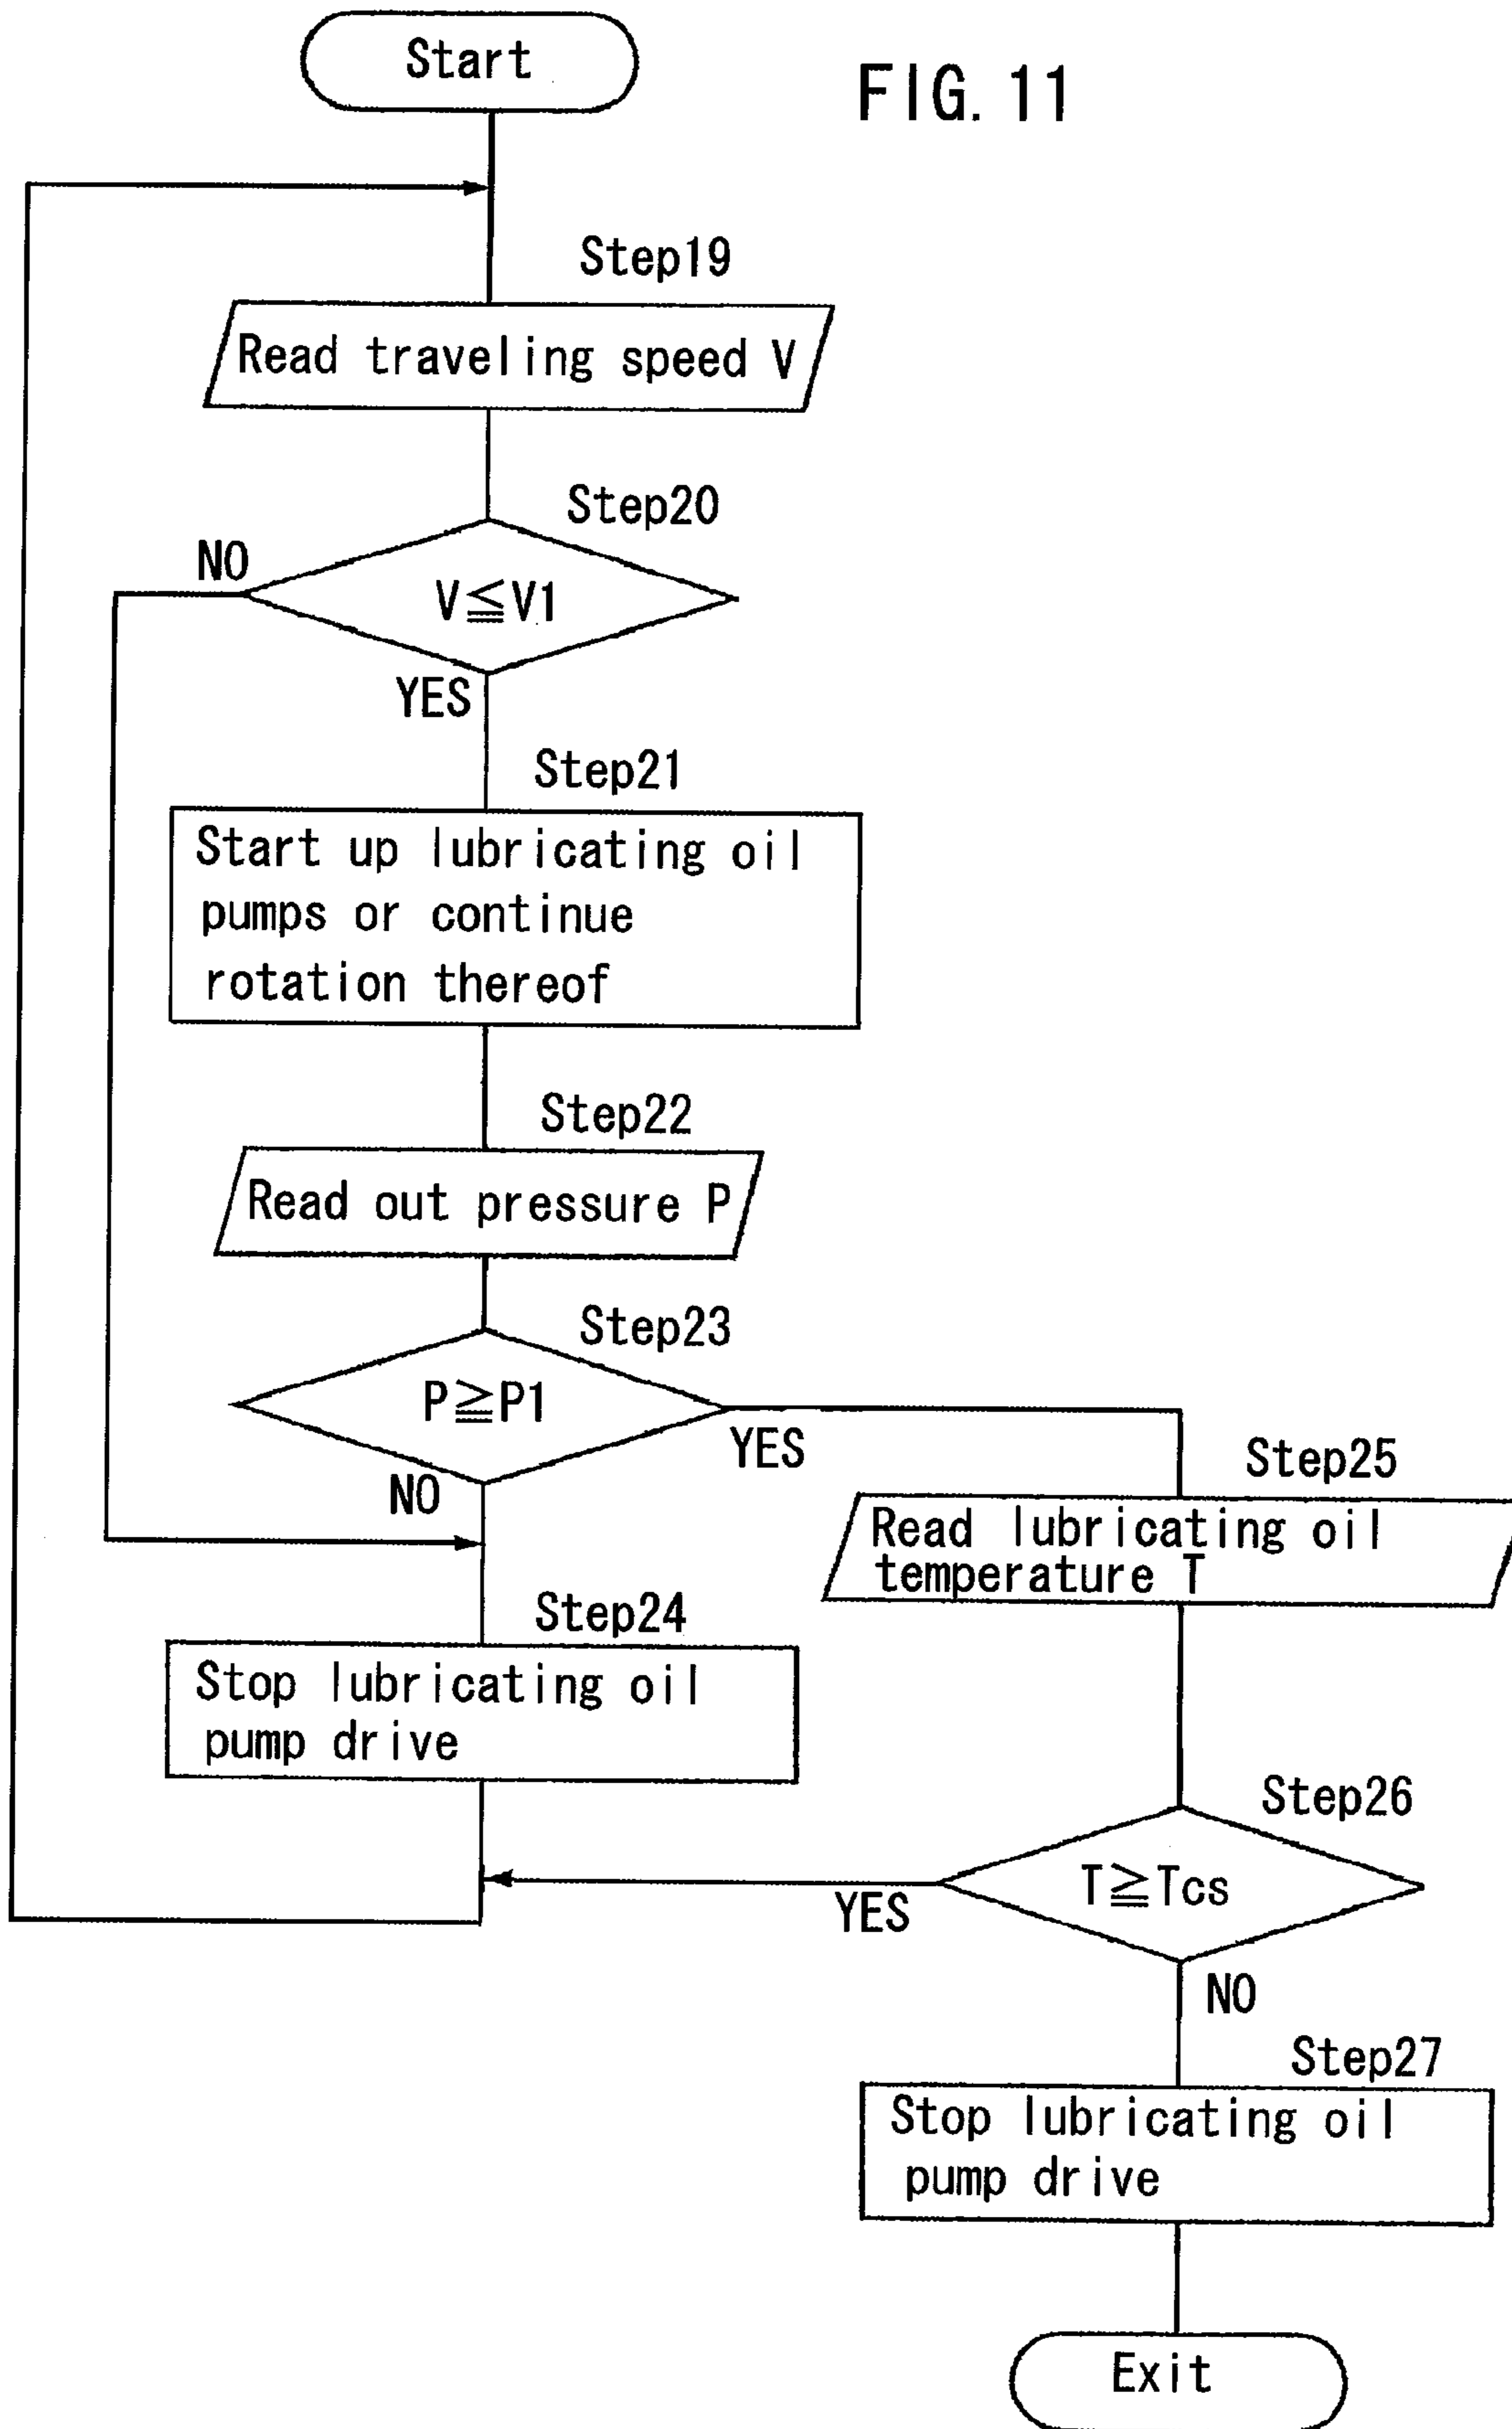 Start
FIG. 11
Step19
Read traveling speed V
Step20
NO
V≦V1
YES
Step21
Start up lubricating oil
pumps or continue
rotation thereof
Step22
Read out pressure P
Step23
P≧P1
YES
NO
Step25
Read lubricating oil
temperature T
Step24
Stop lubricating oil
pump drive
Step26
T≧Tcs
YES
NO
Step27
Stop lubricating oil
pump drive
Exit